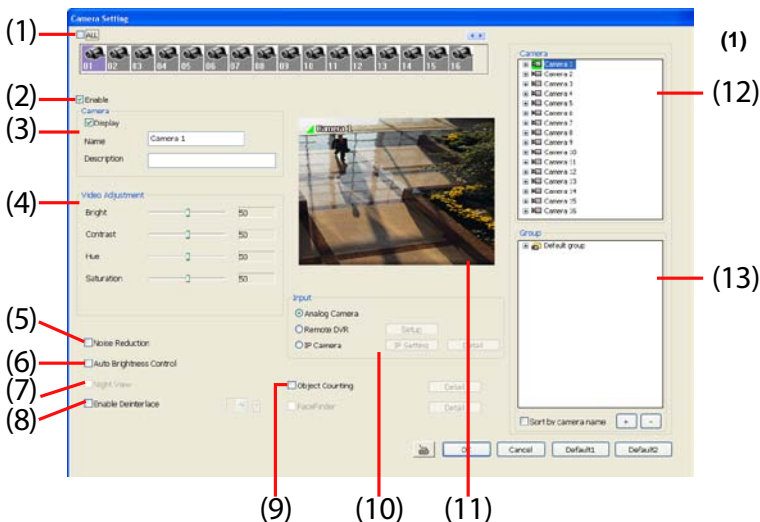 Camera Setting
(1)
ALL
(1)
01 02 03 04 05 06 07 08 09 10 11 12 13 14 15 16
Camera
Camera 1
Camera 2
Camera 3
Camera 4
Camera 5
Camera 6
Camera 7
Camera 8
Camera 9
Camera 10
Camera 11
Camera 12
Camera 13
Camera 14
Camera 15
Camera 16
(12)
(2)
Enable
Camera
(3)
Display
Name Camera 1
Description
Camera 1
(4)
Video Adjustment
Bright 50
Contrast 50
Hue 50
Saturation 50
Group
Default group
(13)
Input
Analog Camera
Remote DVR Setup
IP Camera IP Setting Detail
(5)
Noise Reduction
(6)
Auto Brightness Control
(7)
Night View
(8)
Enable Deinterlace
Object Counting Detail
FaceFinder Detail
Sort by camera name + -
OK Cancel Default1 Default2
(9) (10) (11)